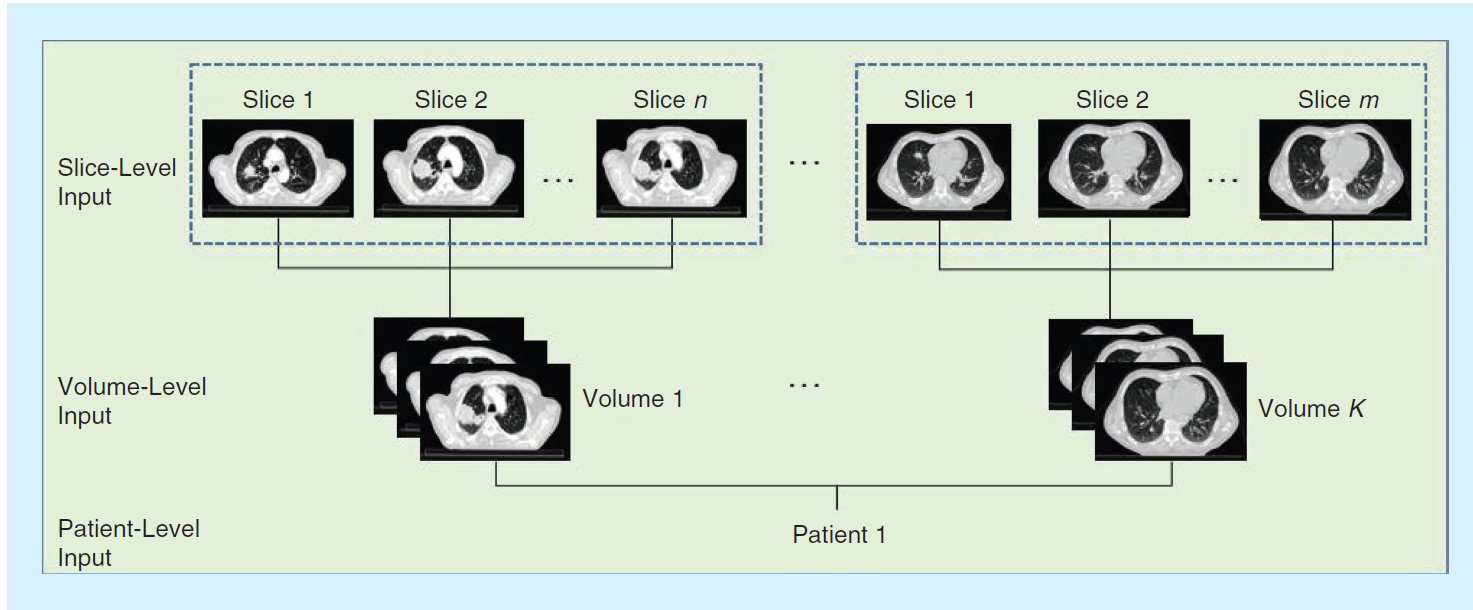 Slice 1
Slice 2
Slice n
Slice 1
Slice 2
Slice m
Slice-Level
Input
...
...
...
Volume-Level
Input
Volume 1
...
Volume K
Patient-Level
Input
Patient 1